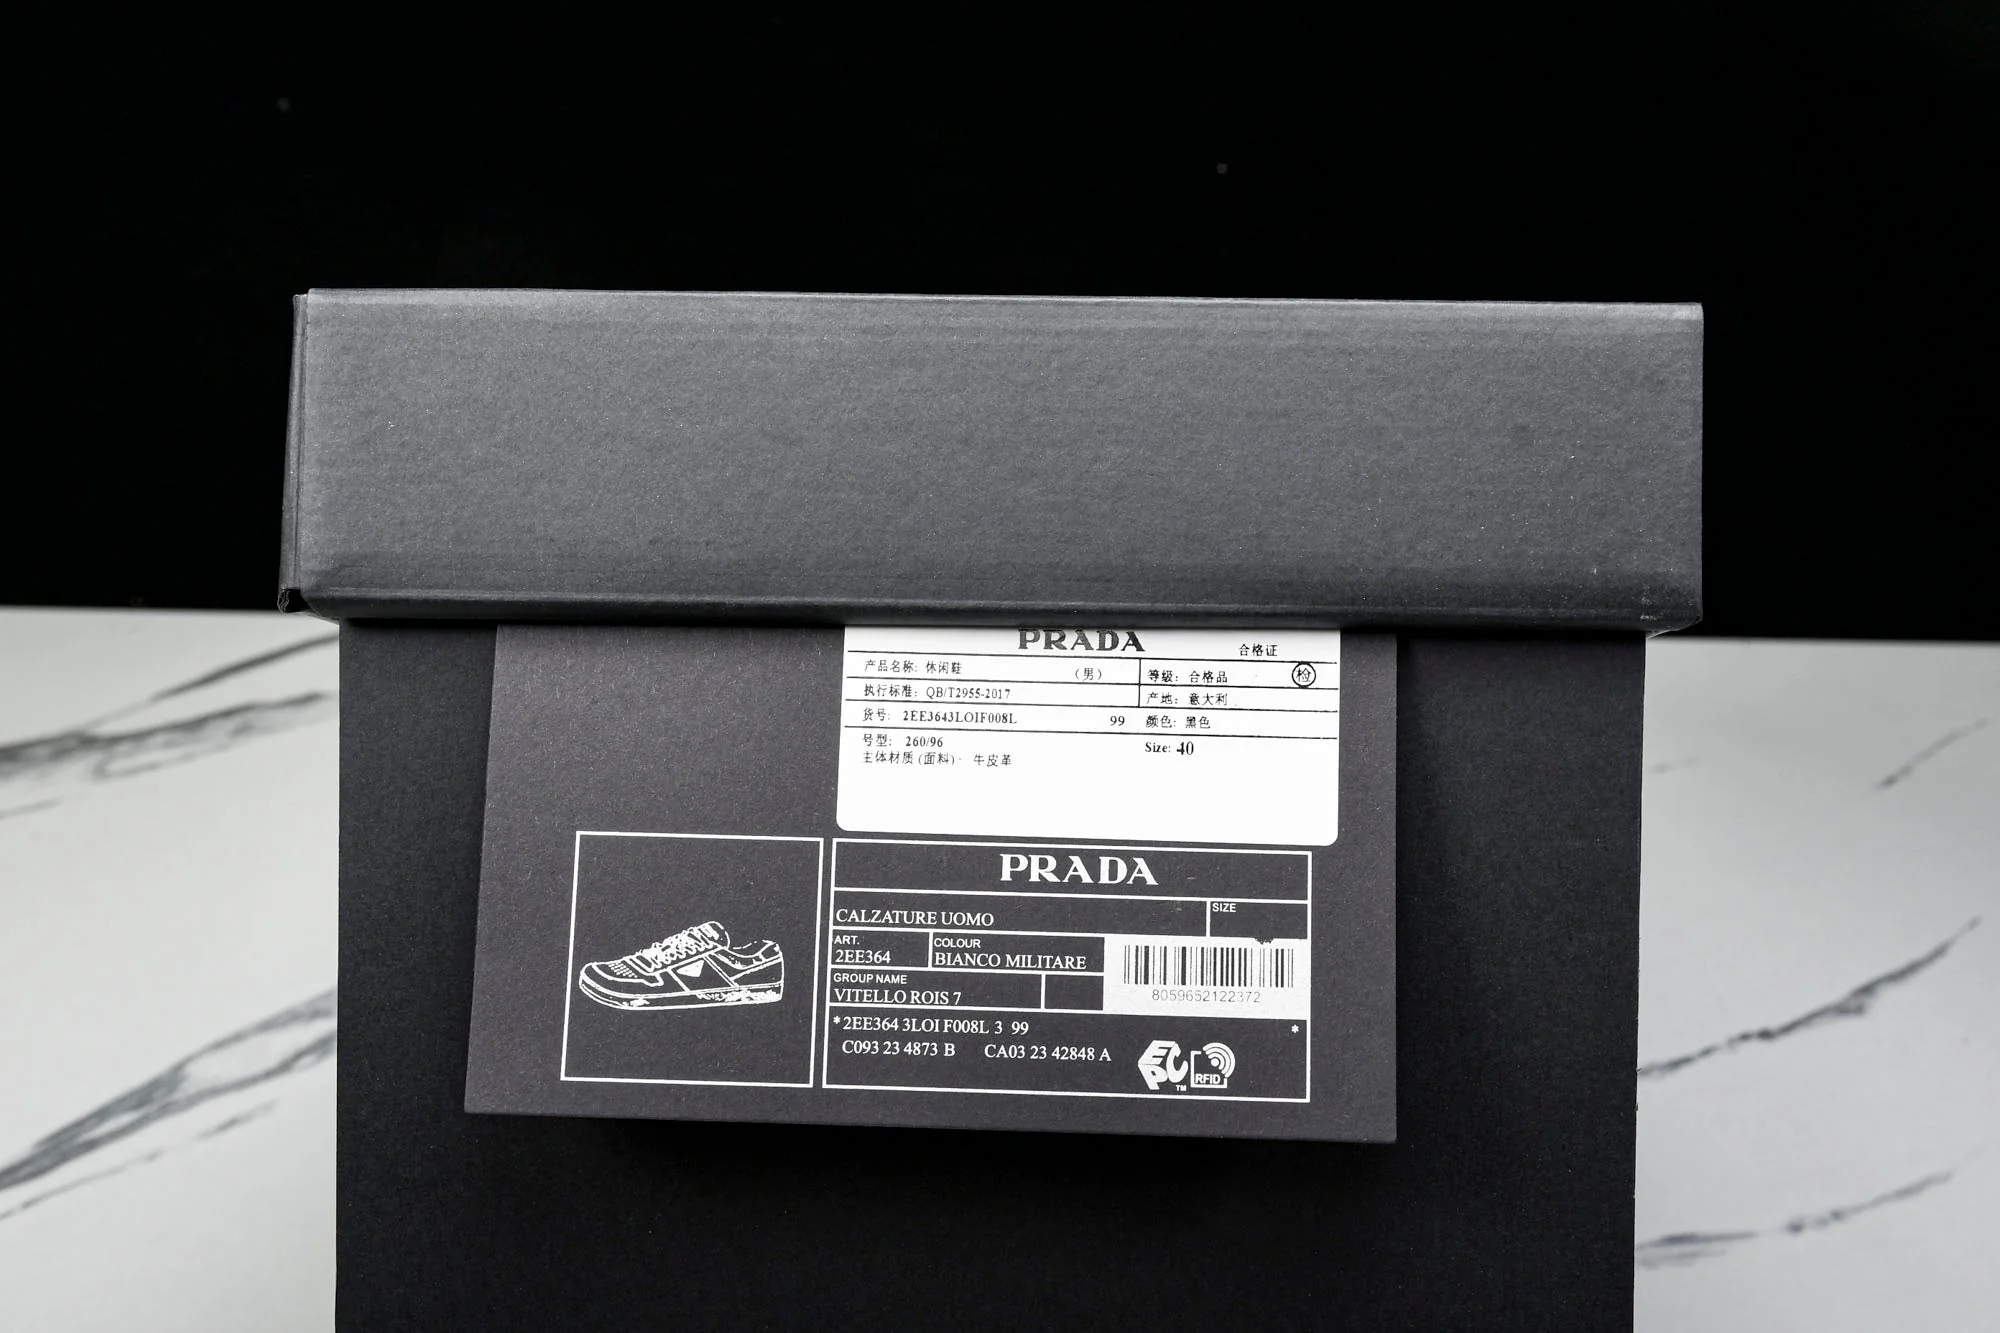 PRADA 合格证
产品名称: 休闲鞋 (男) 等级: 合格品 检
执行标准: QB/T2955-2017 产地: 意大利
货号: 2EE3643LOIF008L 99 颜色: 黑色
号型: 260/96 Size: 40
主体材质(面料): 牛皮革
PRADA
CALZATURE UOMO SIZE
ART. COLOUR
2EE364 BIANCO MILITARE
GROUP NAME
VITELLO ROIS 7
8059652122372
*2EE364 3LOI F008L 3 99 *
C093 23 4873 B CA03 23 42848 A
EPC TM RFID